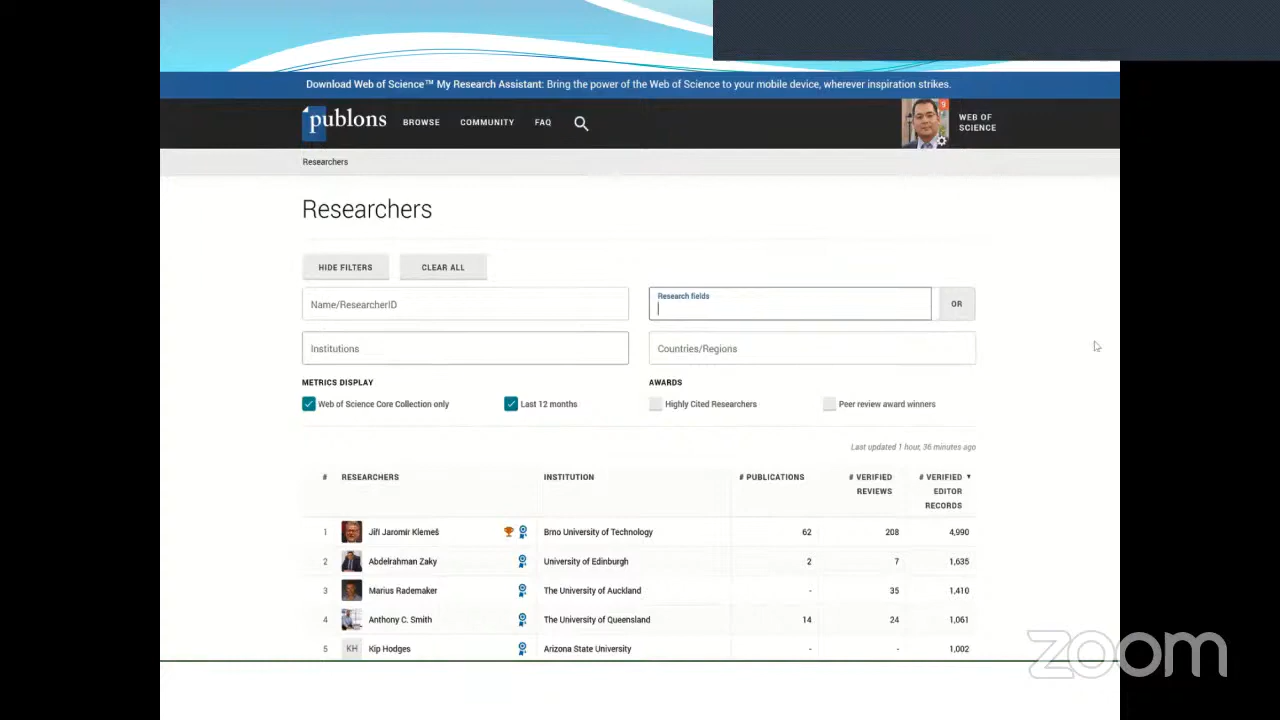 Download Web of Science™ My Research Assistant: Bring the power of the Web of Science to your mobile device, wherever inspiration strikes.
publons BROWSE COMMUNITY FAQ
9
WEB OF
SCIENCE
Researchers
Researchers
HIDE FILTERS CLEAR ALL
Name/ResearcherID
Research fields
OR
Institutions
Countries/Regions
METRICS DISPLAY
AWARDS
Web of Science Core Collection only Last 12 months Highly Cited Researchers Peer review award winners
Last updated 1 hour, 36 minutes ago
# RESEARCHERS INSTITUTION # PUBLICATIONS # VERIFIED REVIEWS # VERIFIED EDITOR RECORDS ▼
1 Jiří Jaromír Klemeš Brno University of Technology 62 208 4,990
2 Abdelrahman Zaky University of Edinburgh 2 7 1,635
3 Marius Rademaker The University of Auckland - 35 1,410
4 Anthony C. Smith The University of Queensland 14 24 1,061
5 KH Kip Hodges Arizona State University - - 1,002
zoom